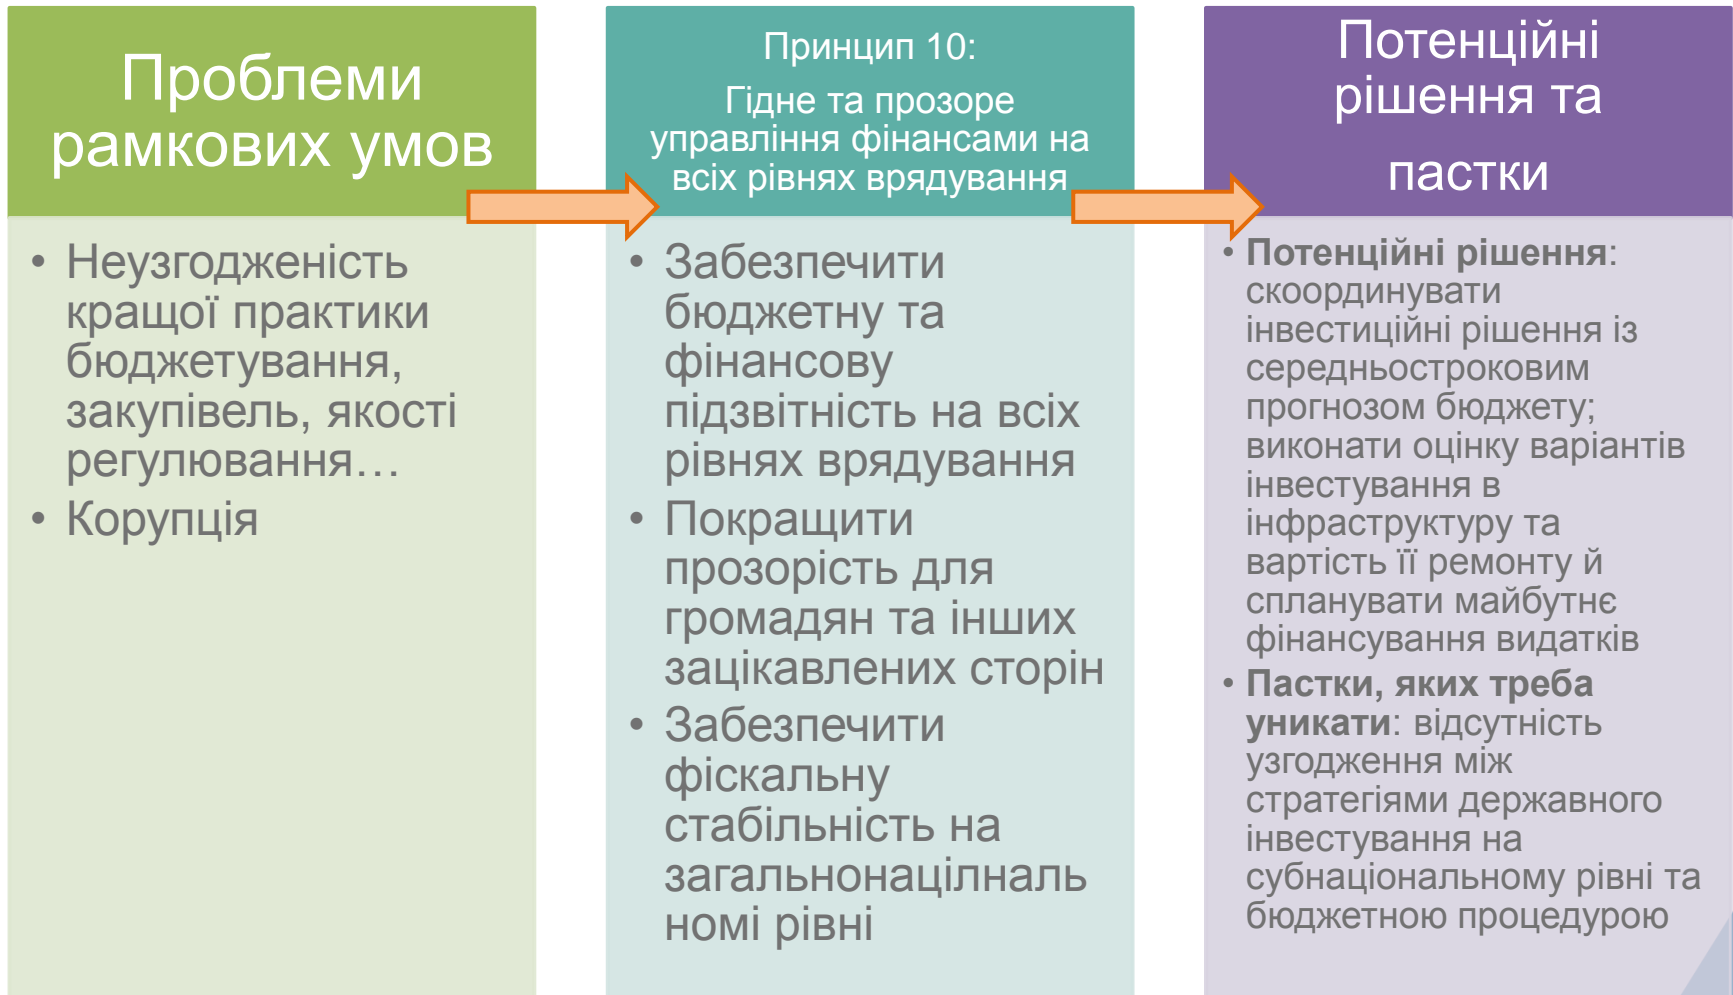 Проблеми
рамкових умов
• Неузгодженість
кращої практики
бюджетування,
закупівель, якості
регулювання…
• Корупція
Принцип 10:
Гідне та прозоре
управління фінансами на
всіх рівнях врядування
• Забезпечити
бюджетну та
фінансову
підзвітність на всіх
рівнях врядування
• Покращити
прозорість для
громадян та інших
зацікавлених сторін
• Забезпечити
фіскальну
стабільність на
загальнонацілналь
номі рівні
Потенційні
рішення та
пастки
• Потенційні рішення:
скоординувати
інвестиційні рішення із
середньостроковим
прогнозом бюджету;
виконати оцінку варіантів
інвестування в
інфраструктуру та
вартість її ремонту й
спланувати майбутнє
фінансування видатків
• Пастки, яких треба
уникати: відсутність
узгодження між
стратегіями державного
інвестування на
субнаціональному рівні та
бюджетною процедурою